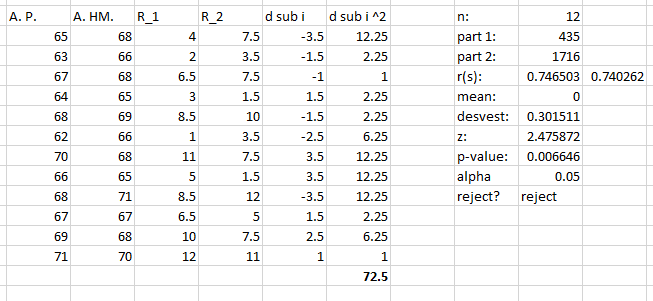 A. P. A. HM. R_1 R_2 d sub i d sub i ^2 n: 12
65 68 4 7.5 -3.5 12.25 part 1: 435
63 66 2 3.5 -1.5 2.25 part 2: 1716
67 68 6.5 7.5 -1 1 r(s): 0.746503 0.740262
64 65 3 1.5 1.5 2.25 mean: 0
68 69 8.5 10 -1.5 2.25 desvest: 0.301511
62 66 1 3.5 -2.5 6.25 z: 2.475872
70 68 11 7.5 3.5 12.25 p-value: 0.006646
66 65 5 1.5 3.5 12.25 alpha 0.05
68 71 8.5 12 -3.5 12.25 reject? reject
67 67 6.5 5 1.5 2.25
69 68 10 7.5 2.5 6.25
71 70 12 11 1 1
72.5